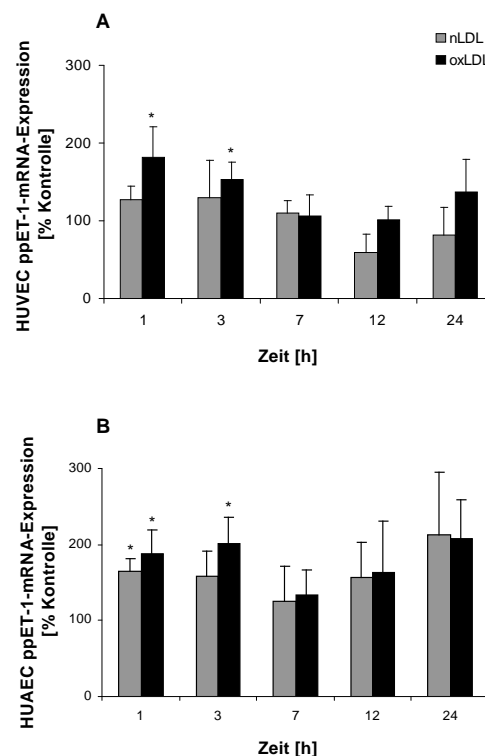 A
nLDL
oxLDL
HUVEC ppET-1-mRNA-Expression
[% Kontrolle]
300
200
100
0
* *
1 3 7 12 24
Zeit [h]
B
HUAEC ppET-1-mRNA-Expression
[% Kontrolle]
300
200
100
0
* * *
1 3 7 12 24
Zeit [h]